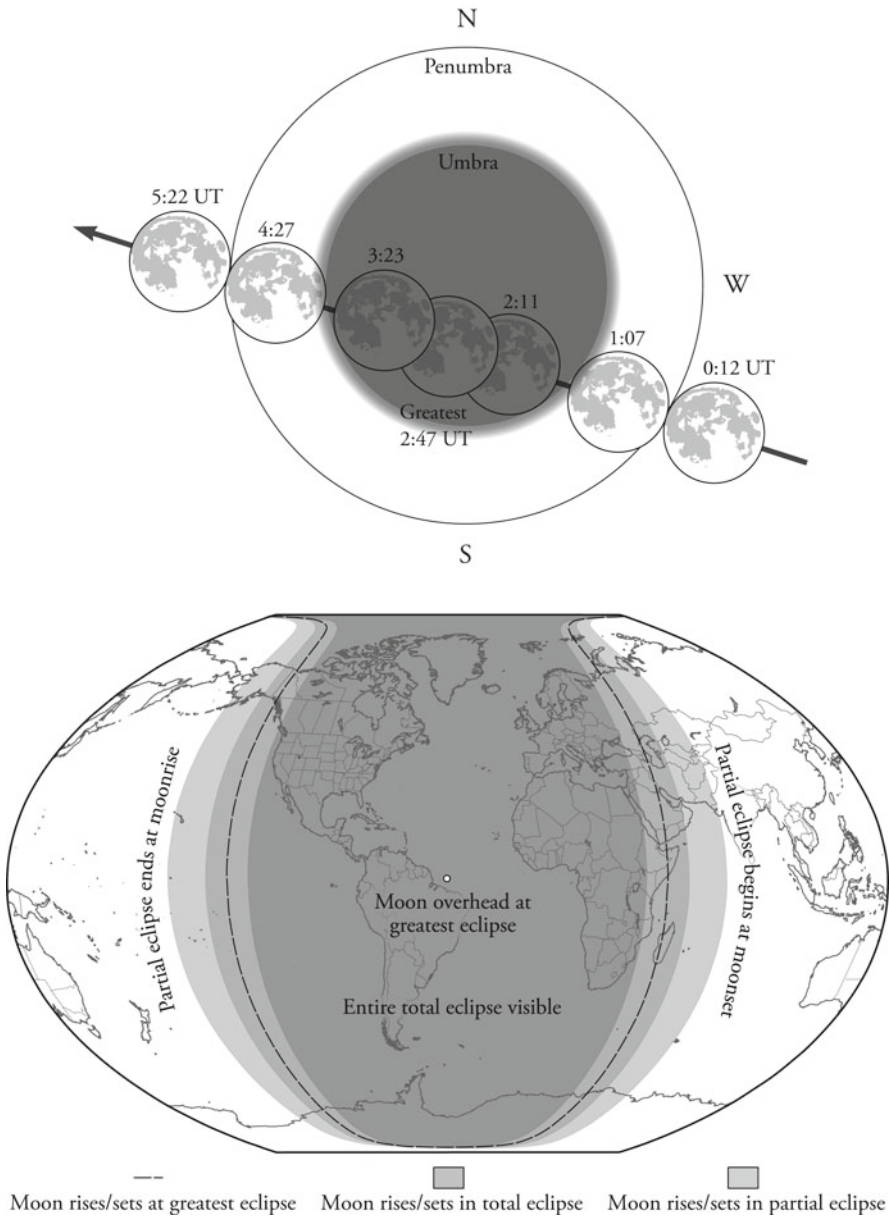 N
Penumbra
Umbra
5:22 UT
4:27
3:23
2:11
1:07
0:12 UT
W
Greatest
2:47 UT
S
Partial eclipse ends at moonrise
Partial eclipse begins at moonset
Moon overhead at
greatest eclipse
Entire total eclipse visible
Moon rises/sets at greatest eclipse
Moon rises/sets in total eclipse
Moon rises/sets in partial eclipse